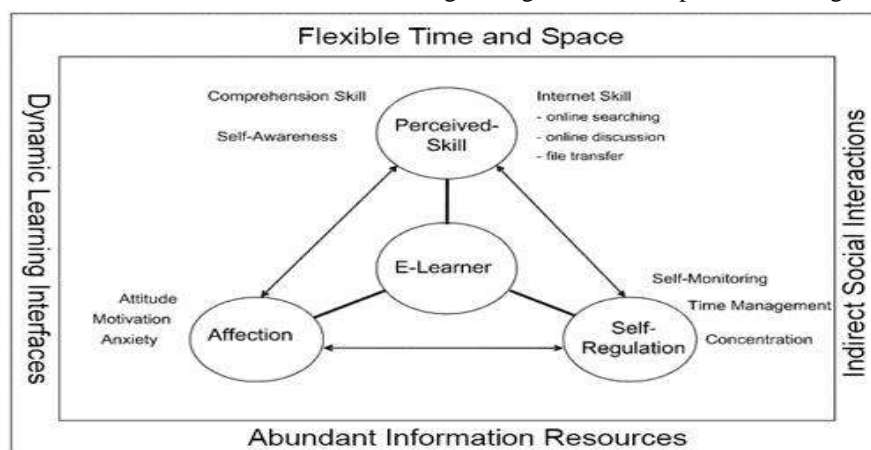 Flexible Time and Space
Dynamic Learning Interfaces
Comprehension Skill
Self-Awareness
Perceived-
Skill
Internet Skill
- online searching
- online discussion
- file transfer
E-Learner
Attitude
Motivation
Anxiety
Affection
Self-
Regulation
Self-Monitoring
Time Management
Concentration
Indirect Social Interactions
Abundant Information Resources